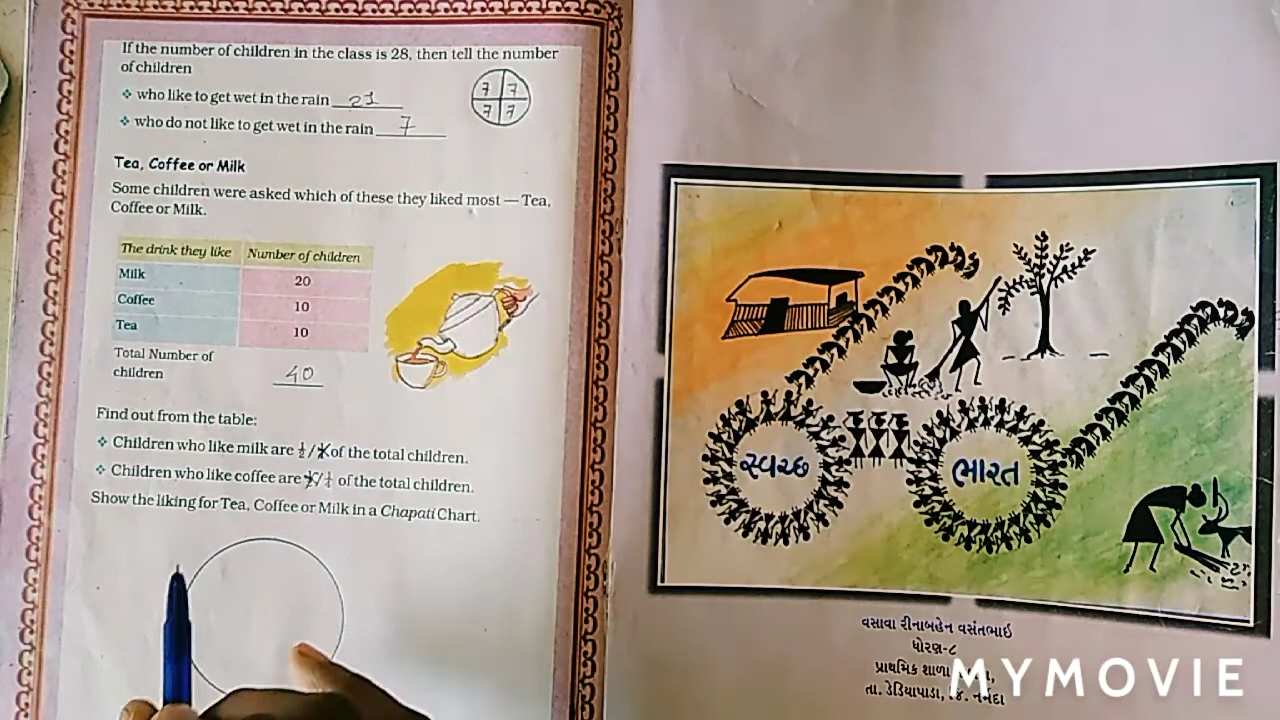 If the number of children in the class is 28, then tell the number
of children
❖ who like to get wet in the rain 21
7 7
7 7
❖ who do not like to get wet in the rain 7
Tea, Coffee or Milk
Some children were asked which of these they liked most — Tea,
Coffee or Milk.
The drink they like Number of children
Milk 20
Coffee 10
Tea 10
Total Number of
children 40
Find out from the table:
❖ Children who like milk are ½/ of the total children.
❖ Children who like coffee are /¼ of the total children.
Show the liking for Tea, Coffee or Milk in a Chapati Chart.
સ્વચ્છ ભારત
વસાવા રીનાબહેન વસંતભાઇ
ધોરણ-૮
પ્રાથમિક શાળા
તા. ડેડિયાપાડા, નર્મદા
MYMOVIE